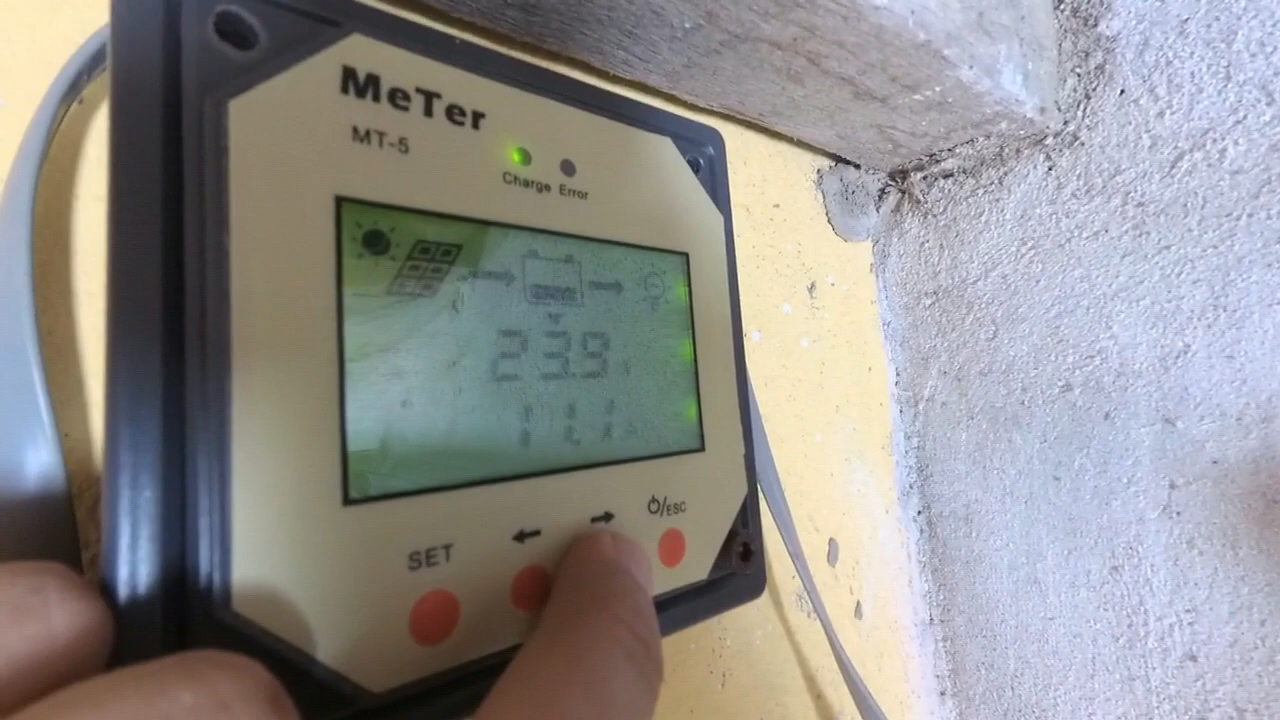 MeTer
MT-5
Charge Error
23.9
SET ← → ⏻/ESC